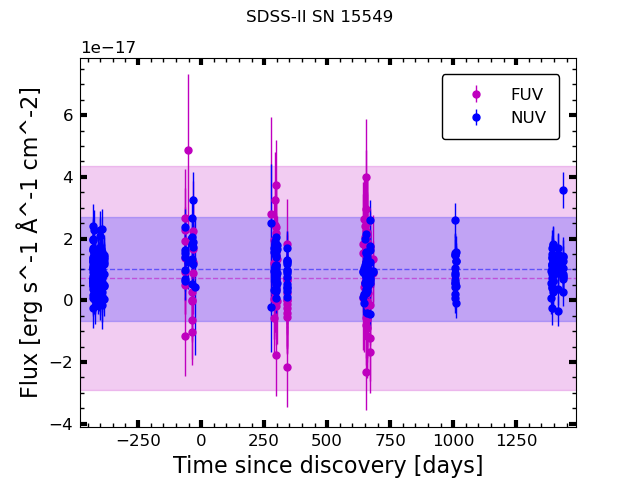 SDSS-II SN 15549
1e−17
FUV
NUV
6
4
2
0
−2
−4
Flux [erg s^-1 Å^-1 cm^-2]
−250
0
250
500
750
1000
1250
Time since discovery [days]